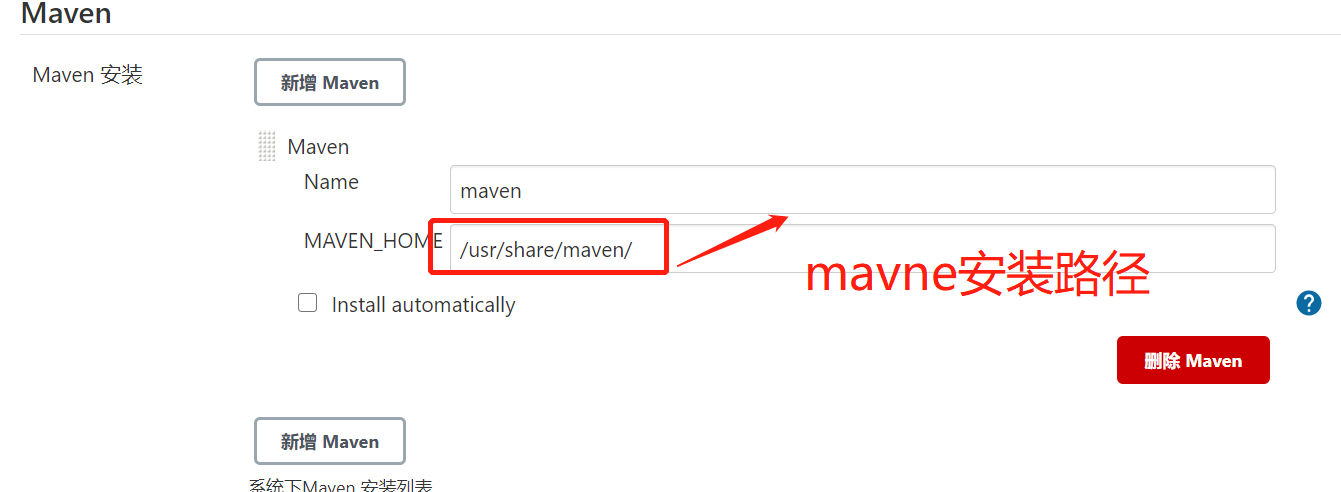 Maven
Maven 安装
新增 Maven
Maven
Name
maven
MAVEN_HOME
/usr/share/maven/
mavne安装路径
Install automatically
?
删除 Maven
新增 Maven
系统下Maven 安装列表